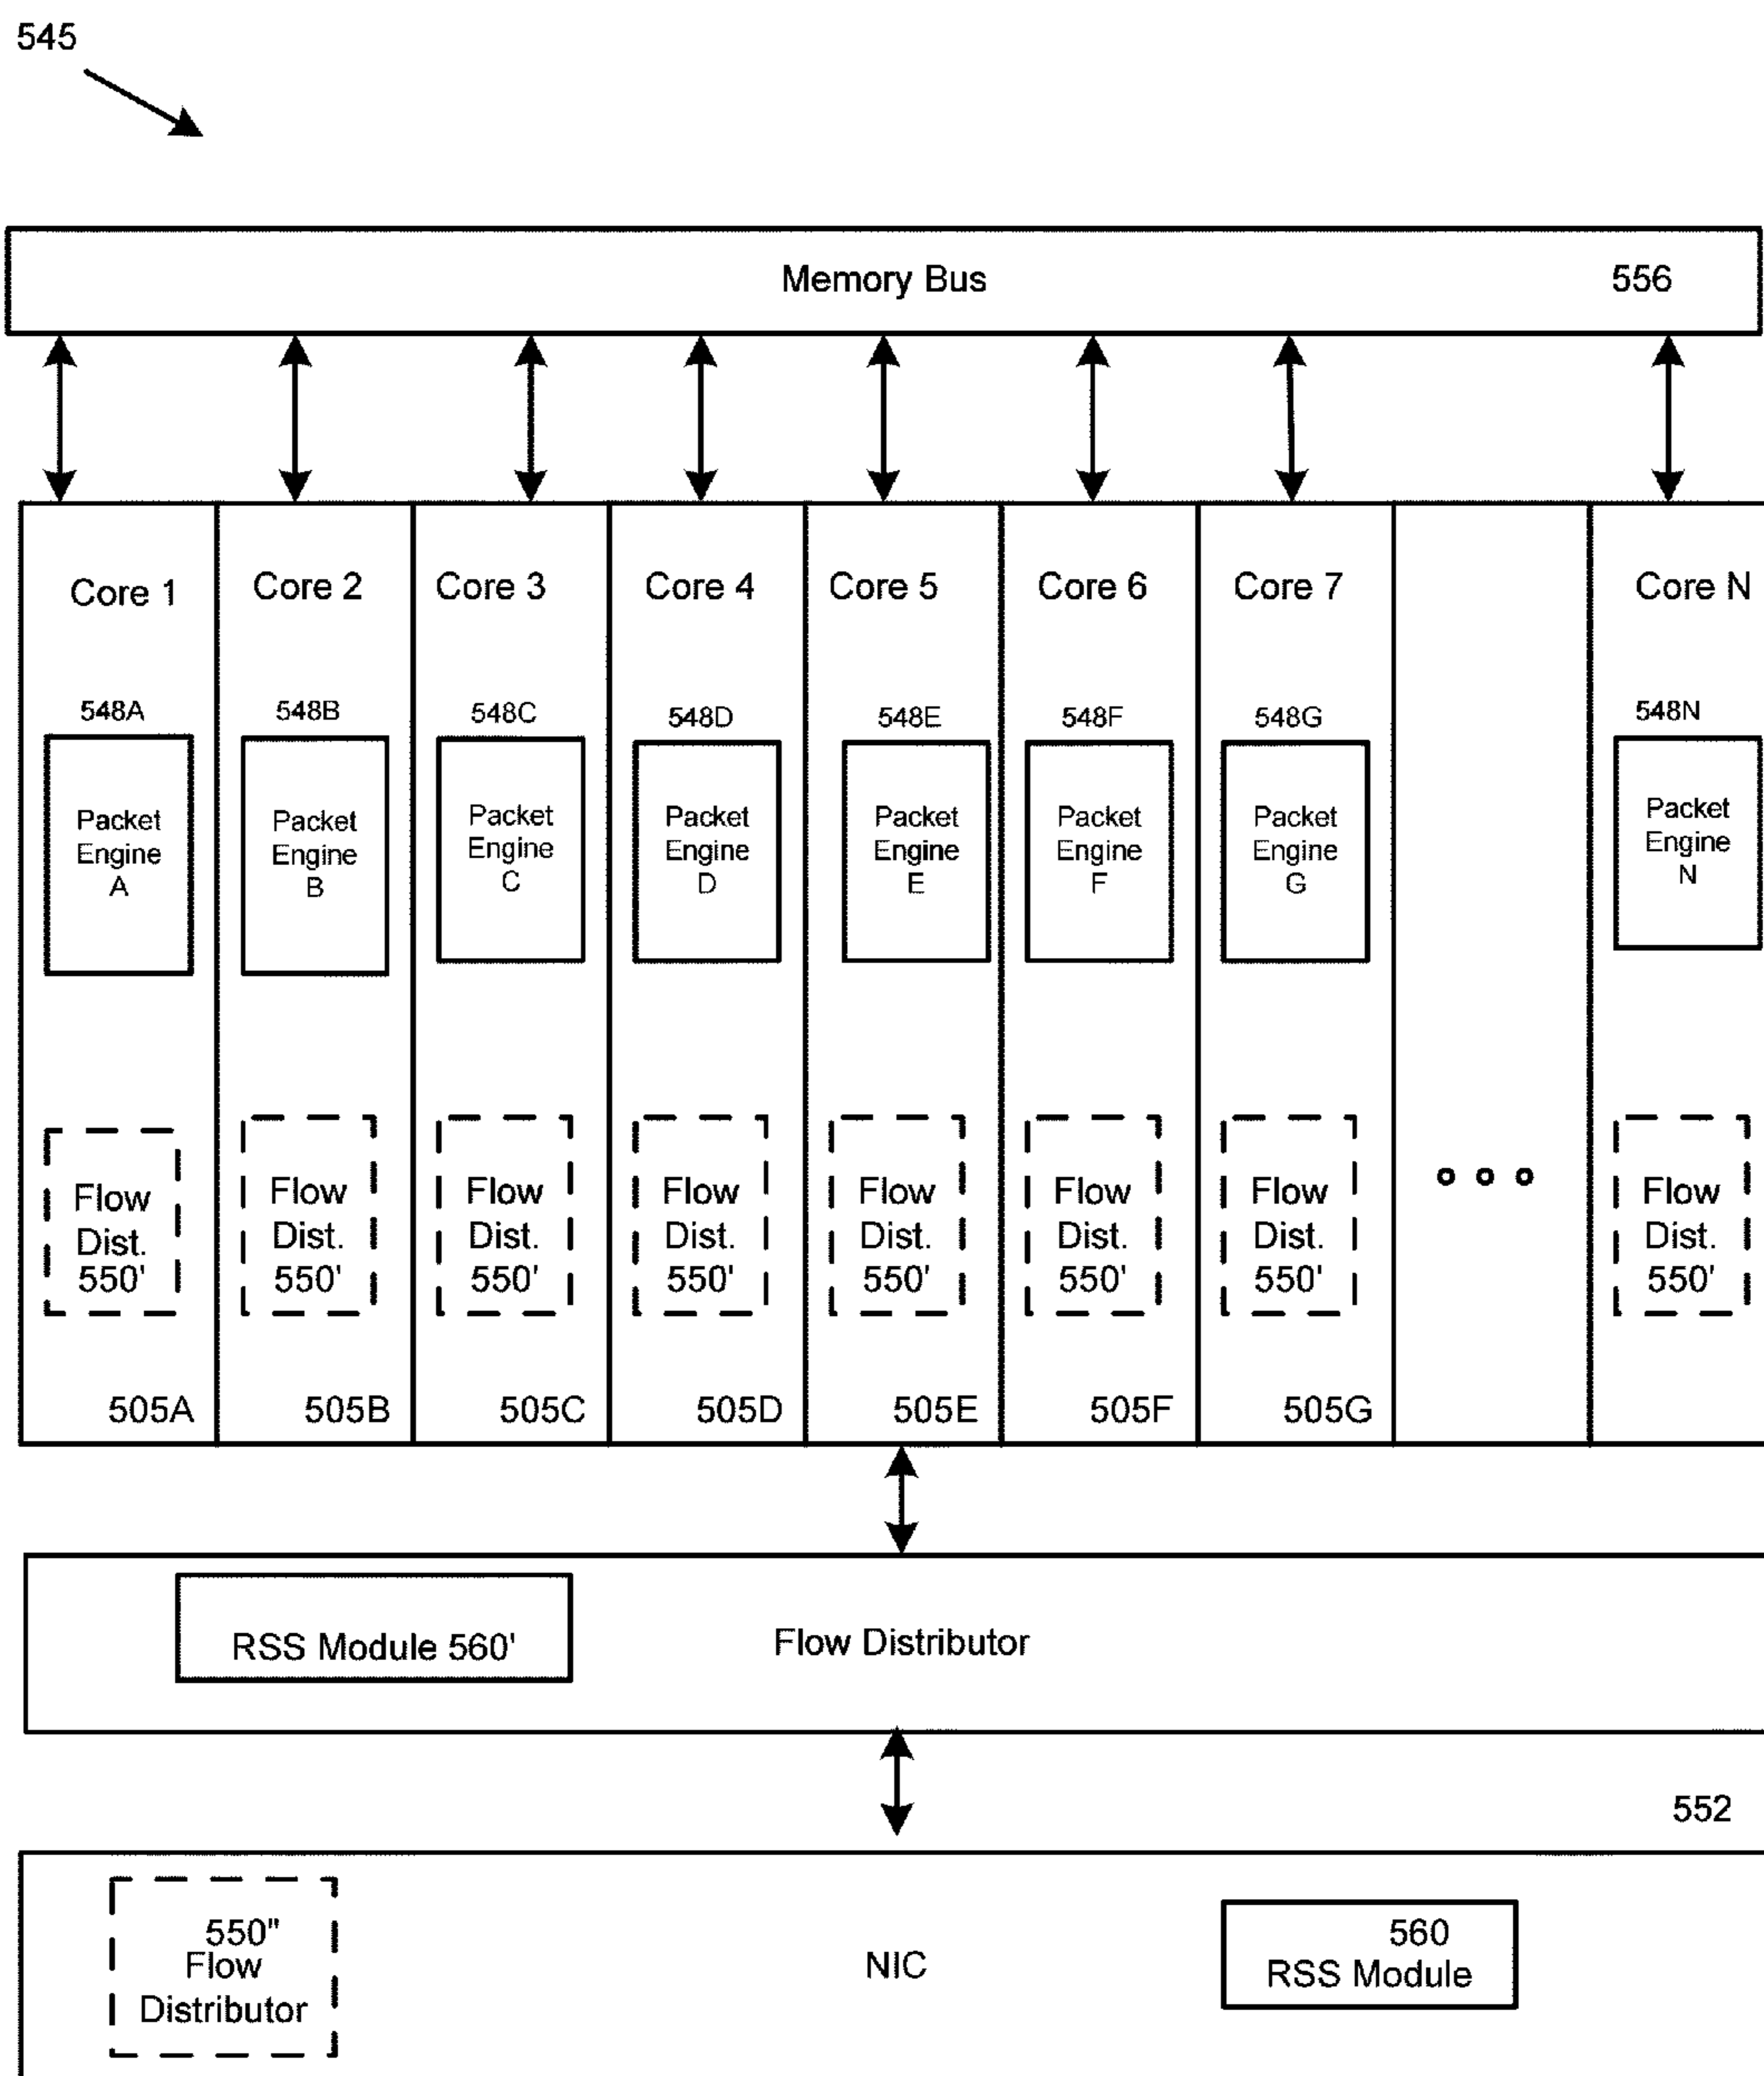 545
Memory Bus 556
Core 1 Core 2 Core 3 Core 4 Core 5 Core 6 Core 7 Core N
548A 548B 548C 548D 548E 548F 548G 548N
Packet Packet Packet Packet Packet Packet Packet Packet
Engine Engine Engine Engine Engine Engine Engine Engine
A B C D E F G N
Flow Flow Flow Flow Flow Flow Flow Flow
Dist. Dist. Dist. Dist. Dist. Dist. Dist. Dist.
550' 550' 550' 550' 550' 550' 550' 550'
505A 505B 505C 505D 505E 505F 505G
RSS Module 560' Flow Distributor
552
550"
Flow
Distributor
NIC
560
RSS Module